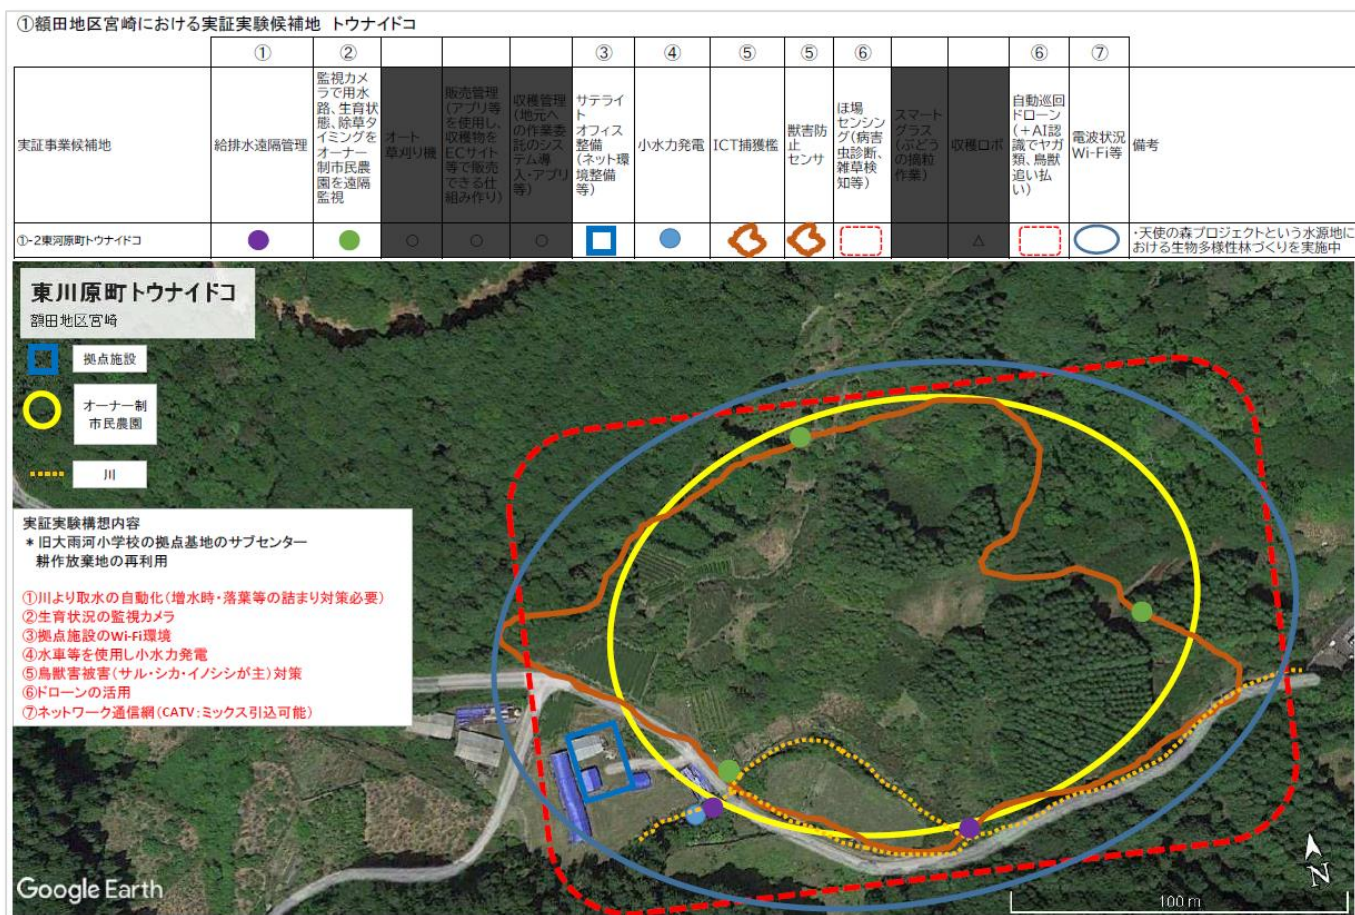 ①額田地区宮崎における実証実験候補地 トウナイドコ
① ② ③ ④ ⑤ ⑤ ⑥ ⑥ ⑦
実証事業候補地
給排水遠隔管理
監視カメ
ラで用水
路、生育状
態、除草タ
イミングを
オーナー
制市民農
園を遠隔
監視
オート
草刈り機
販売管理
(アプリ等
を使用し、
収穫物を
ECサイト
等で販売
できる仕
組み作り)
収穫管理
(地元へ
の作業委
託のシス
テム導
入・アプリ
等)
サテライト
オフィス
整備
(ネット環
境整備
等)
小水力発電
ICT捕獲檻
獣害防
止
センサ
ほ場
センシン
グ(病害
虫診断、
雑草検
知等)
スマート
グラス
(ぶどう
の摘粒
作業)
収穫ロボ
自動巡回
ドローン
(+AI認
識でヤガ
類、鳥獣
追い払
い)
電波状況
Wi-Fi等
備考
①-2東河原町トウナイドコ
○ ○ ○ △
・天使の森プロジェクトという水源地に
おける生物多様性林づくりを実施中
東川原町トウナイドコ
額田地区宮崎
拠点施設
オーナー制
市民農園
川
実証実験構想内容
*旧大雨河小学校の拠点基地のサブセンター
耕作放棄地の再利用
①川より取水の自動化(増水時・落葉等の詰まり対策必要)
②生育状況の監視カメラ
③拠点施設のWi-Fi環境
④水車等を使用し小水力発電
⑤鳥獣害被害(サル・シカ・イノシシが主)対策
⑥ドローンの活用
⑦ネットワーク通信網(CATV:ミックス引込可能)
Google Earth
N
100 m